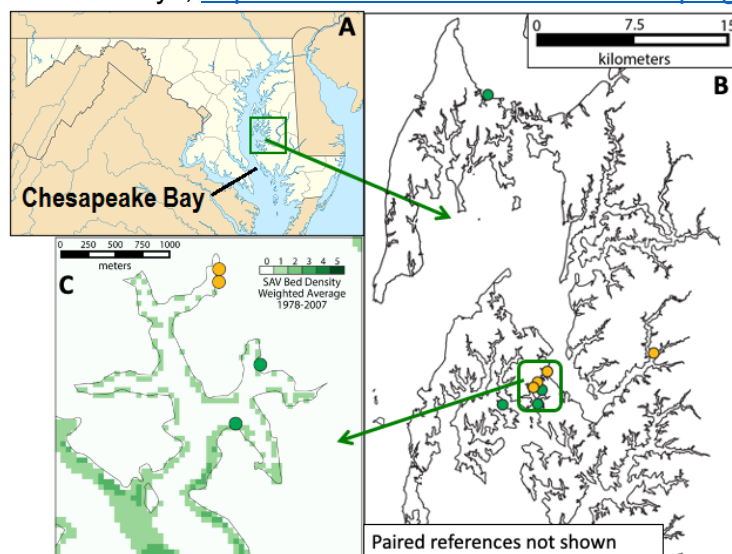 A
Chesapeake Bay
0 7.5 15
kilometers
B
0 250 500 750 1000
meters
C
0 1 2 3 4 5
SAV Bed Density
Weighted Average
1978-2007
Paired references not shown